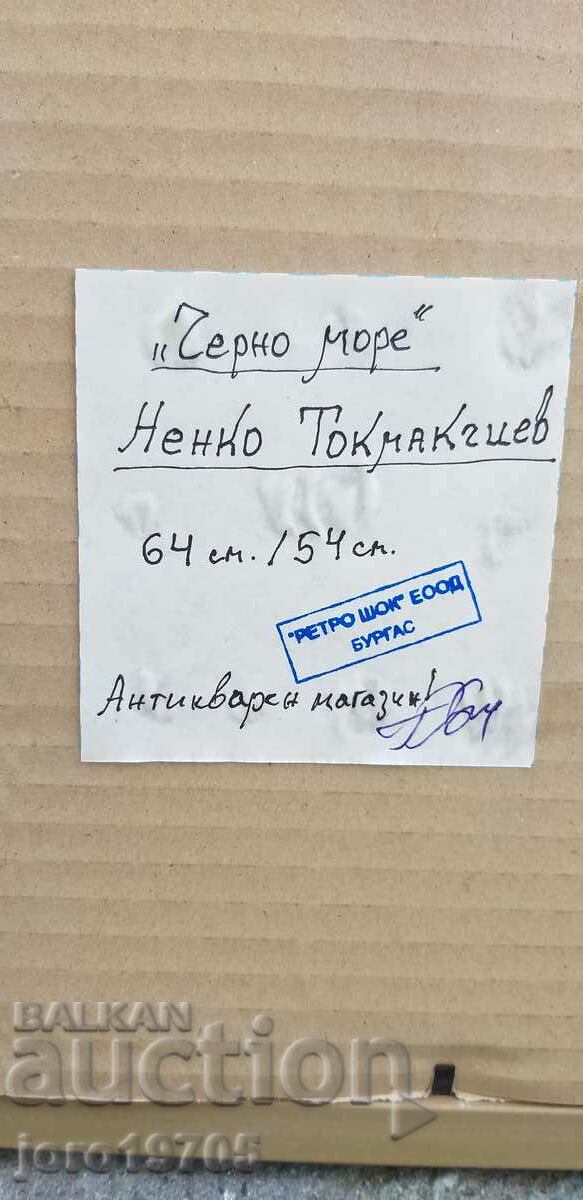 „Черно море“
Ненко Токмакчиев
64 см. / 54 см.
"РЕТРО ШОК" ЕООД
БУРГАС
Антикварен магазин!
BALKAN
auction
joro19705